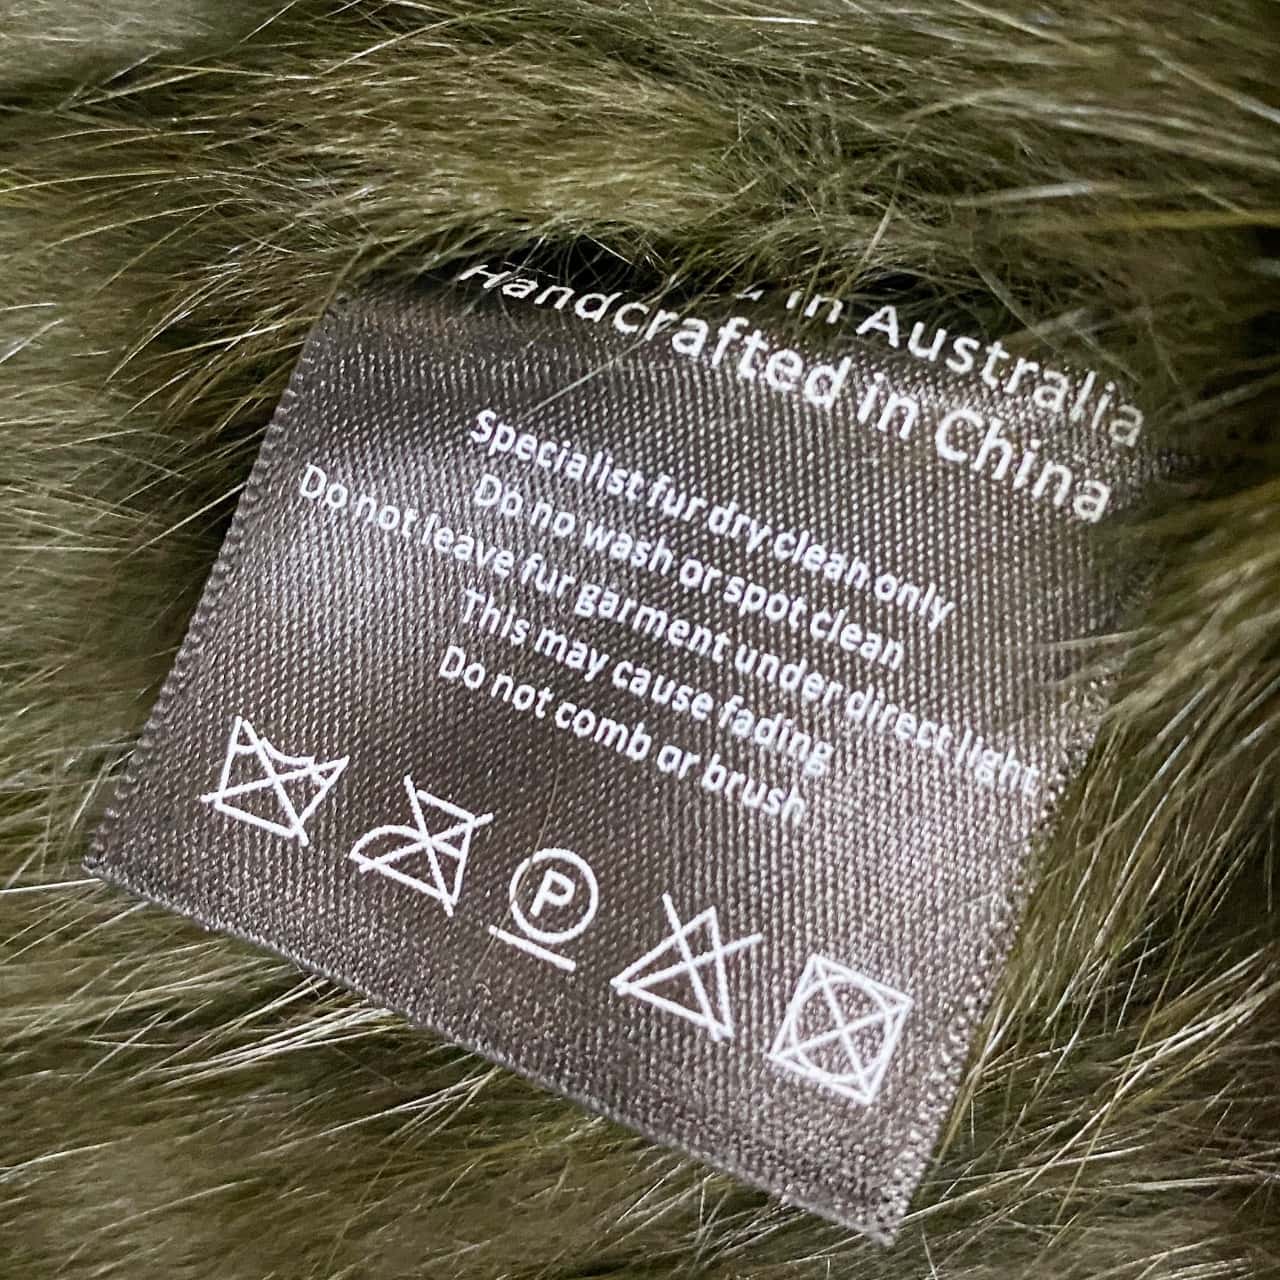 in Australia
Handcrafted in China
Specialist fur dry clean only
Do no wash or spot clean
Do not leave fur garment under direct light
This may cause fading
Do not comb or brush
P